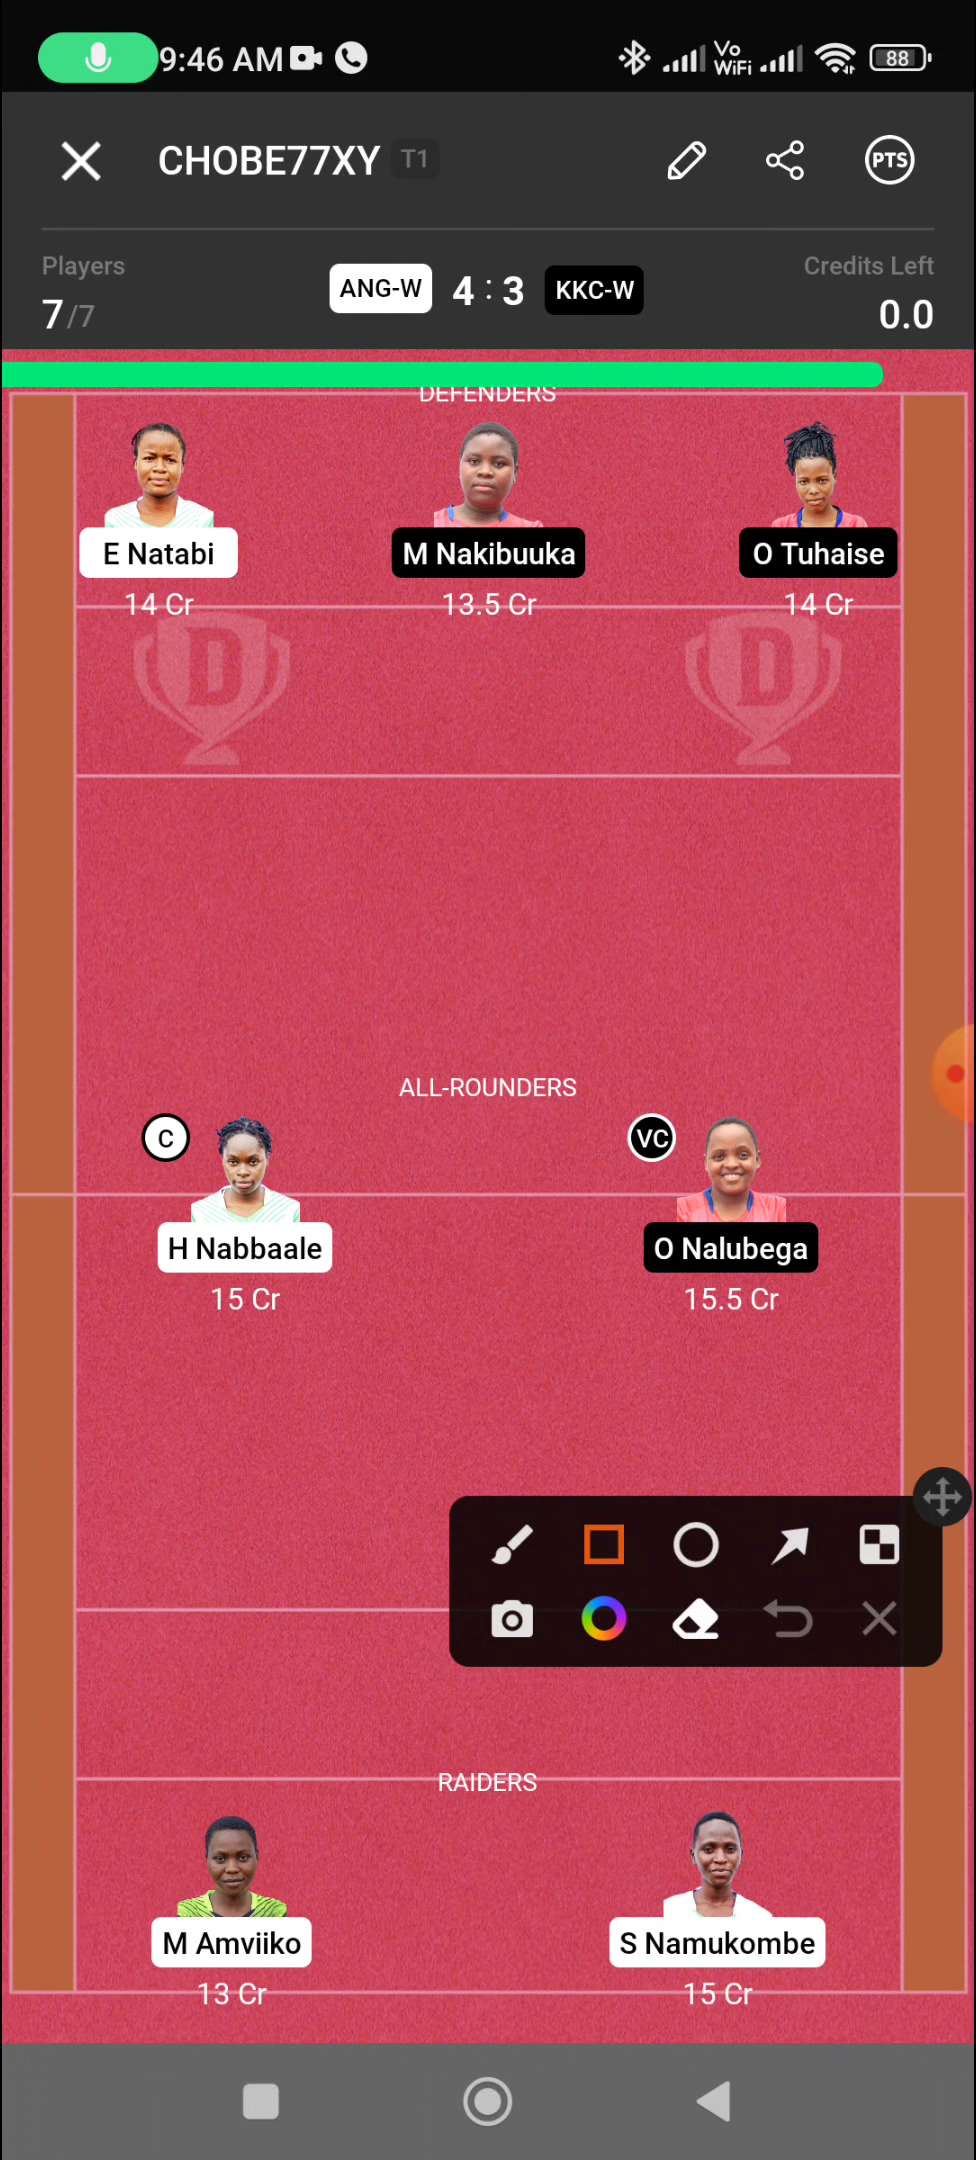 9:46 AM Vo WiFi 88
CHOBE77XY T1 PTS
Players Credits Left
7/7 ANG-W 4 : 3 KKC-W 0.0
DEFENDERS
E Natabi M Nakibuuka O Tuhaise
14 Cr 13.5 Cr 14 Cr
D D
ALL-ROUNDERS
C VC
H Nabbaale O Nalubega
15 Cr 15.5 Cr
RAIDERS
M Amviiko S Namukombe
13 Cr 15 Cr